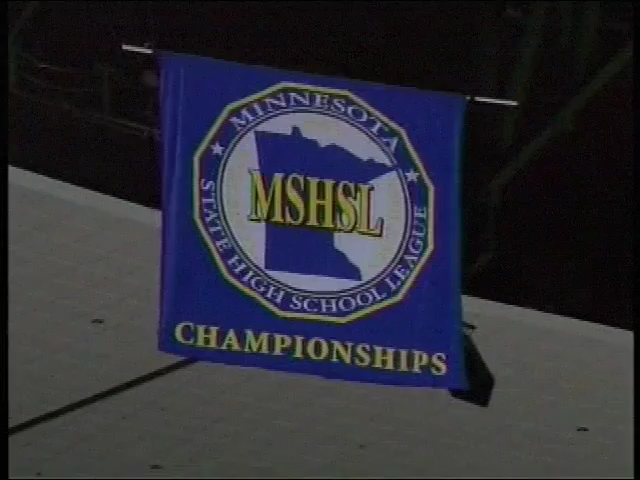 MINNESOTA
MSHSL
STATE HIGH SCHOOL LEAGUE
CHAMPIONSHIPS